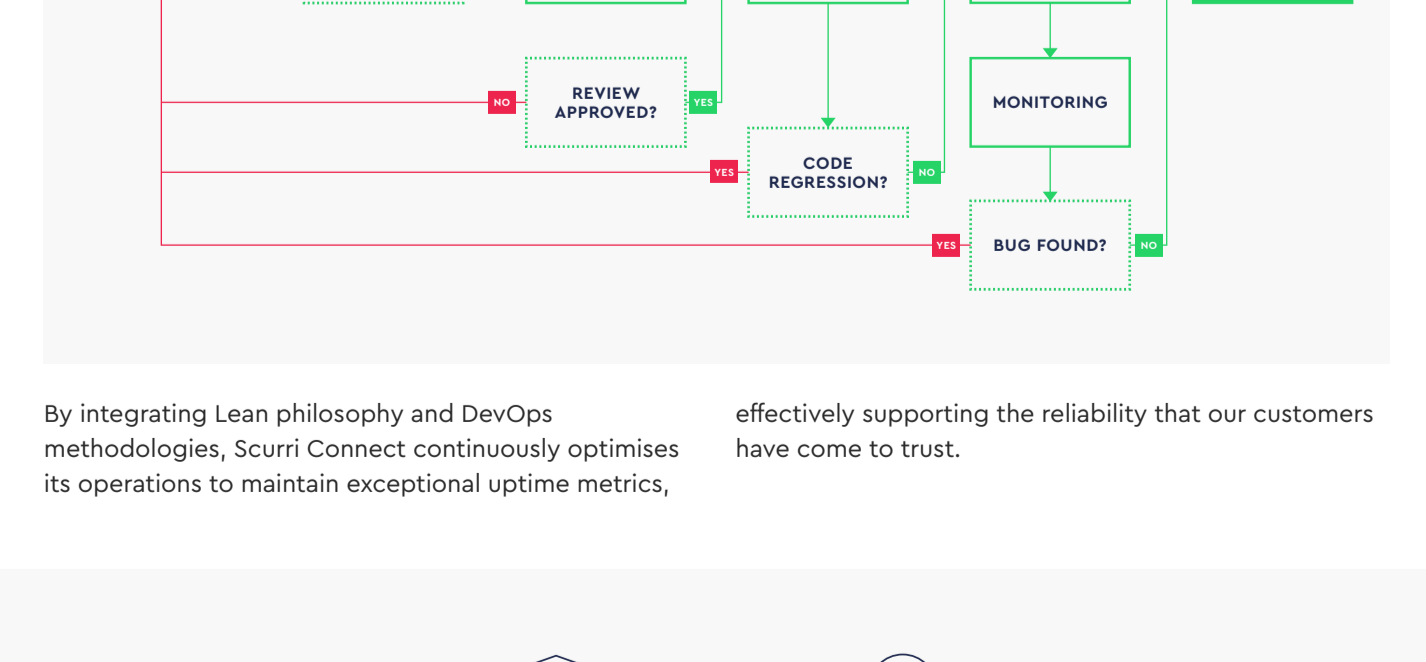 NO
REVIEW
APPROVED?
YES
MONITORING
YES
CODE
REGRESSION?
NO
YES
BUG FOUND?
NO
By integrating Lean philosophy and DevOps
methodologies, Scurri Connect continuously optimises
its operations to maintain exceptional uptime metrics,
effectively supporting the reliability that our customers
have come to trust.